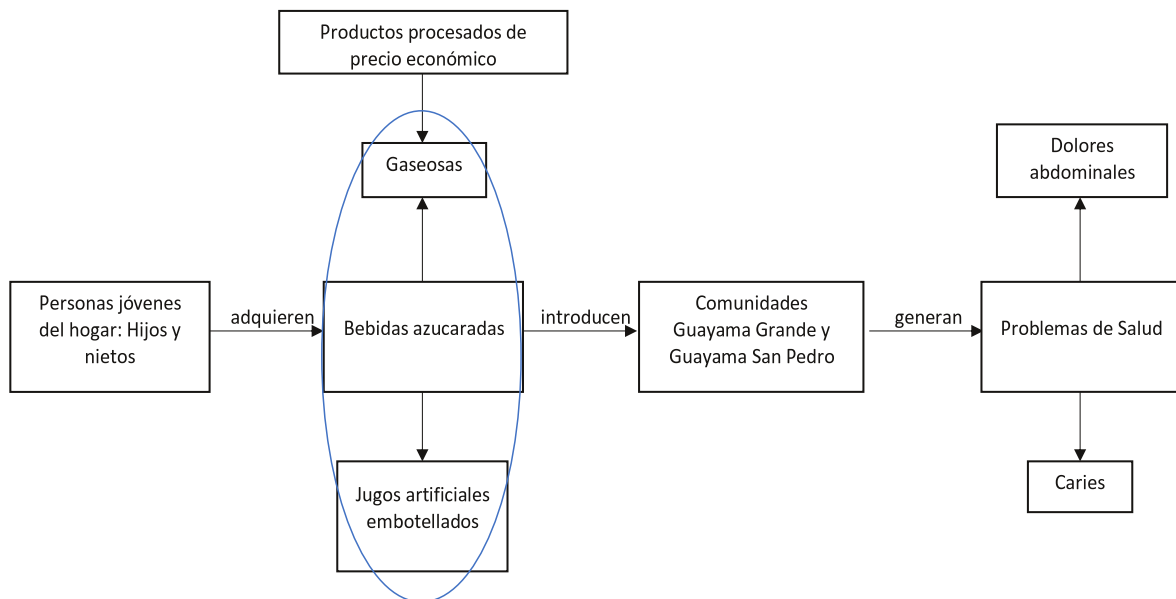 Productos procesados de
precio económico
Gaseosas
Dolores
abdominales
Personas jóvenes
del hogar: Hijos y
nietos
adquieren
Bebidas azucaradas
introducen
Comunidades
Guayama Grande y
Guayama San Pedro
generan
Problemas de Salud
Jugos artificiales
embotellados
Caries